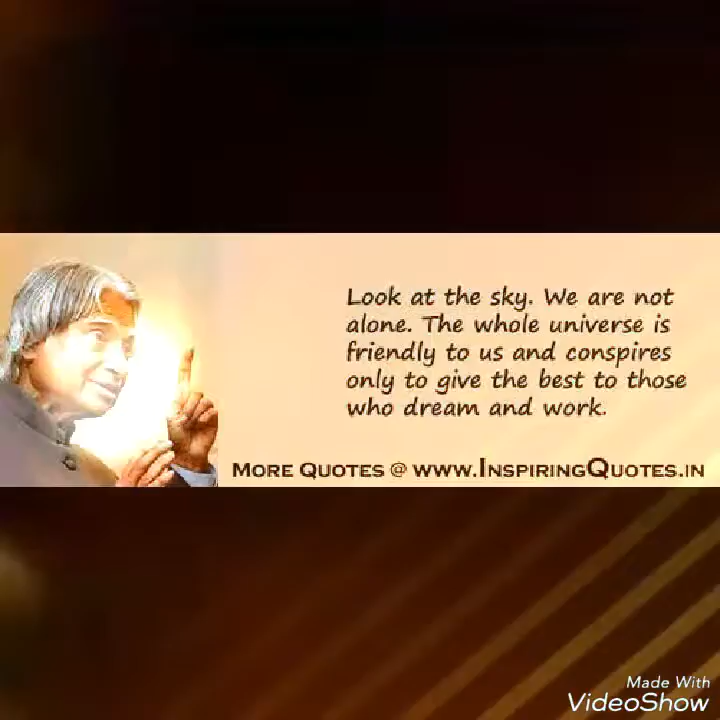 Look at the sky. We are not
alone. The whole universe is
friendly to us and conspires
only to give the best to those
who dream and work.
MORE QUOTES @ WWW.INSPIRINGQUOTES.IN
Made With
VideoShow